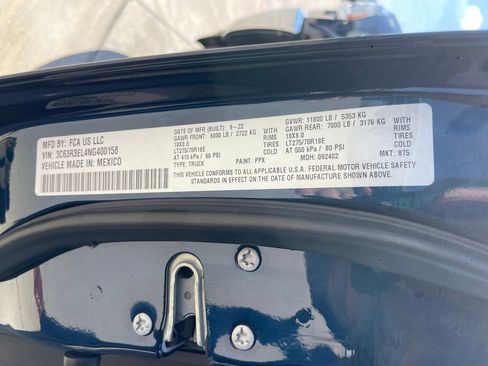 MFD BY: FCA US LLC
VIN: 3C63R3EL4NG400158
VEHICLE MADE IN: MEXICO
DATE OF MFR (BUILT): 9-22
GAWR FRONT: 6000 LB / 2722 KG
18X8.0
LT275/70R18E
AT 415 kPa / 60 PSI
TYPE: TRUCK
WITH
RIMS
TIRES
PAINT: PPX
GVWR: 11800 LB / 5353 KG
GAWR REAR: 7000 LB / 3176 KG
18X8.0
LT275/70R18E
AT 550 kPa / 80 PSI
MDH: 092402
WITH
RIMS
TIRES
MKT: 875
THIS VEHICLE CONFORMS TO ALL APPLICABLE U.S.A. FEDERAL MOTOR VEHICLE SAFETY
STANDARDS IN EFFECT ON THE DATE OF MANUFACTURE SHOWN ABOVE.